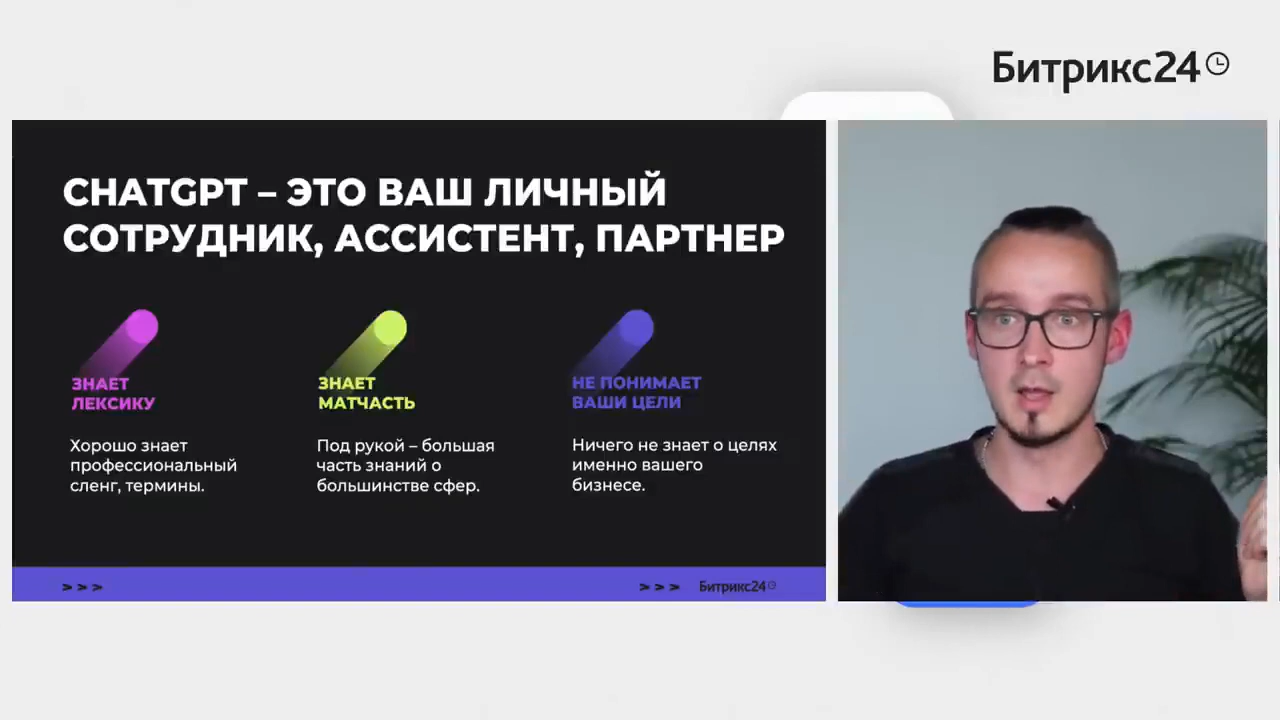 Битрикс24
CHATGPT – ЭТО ВАШ ЛИЧНЫЙ
СОТРУДНИК, АССИСТЕНТ, ПАРТНЕР
ЗНАЕТ
ЛЕКСИКУ
Хорошо знает
профессиональный
сленг, термины.
ЗНАЕТ
МАТЧАСТЬ
Под рукой – большая
часть знаний о
большинстве сфер.
НЕ ПОНИМАЕТ
ВАШИ ЦЕЛИ
Ничего не знает о целях
именно вашего
бизнесе.
> > >
> > > Битрикс24